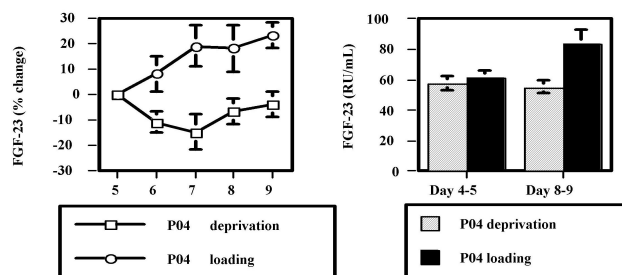 FGF-23 (% change)
30
20
10
0
-10
-20
-30
5 6 7 8 9
P04 deprivation
P04 loading
FGF-23 (RU/mL)
100
80
60
40
20
0
Day 4-5 Day 8-9
P04 deprivation
P04 loading